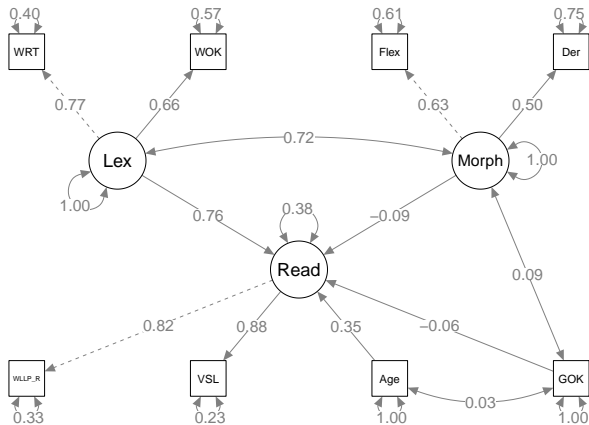 0.40 0.57 0.61 0.75
WRT WOK Flex Der
0.77 0.66 0.63 0.50
0.72
Lex Morph 1.00
1.00 0.76 0.38 −0.09
Read
0.09
0.82 0.88 0.35 −0.06
WLLP_R VSL Age GOK
0.03
0.33 0.23 1.00 1.00